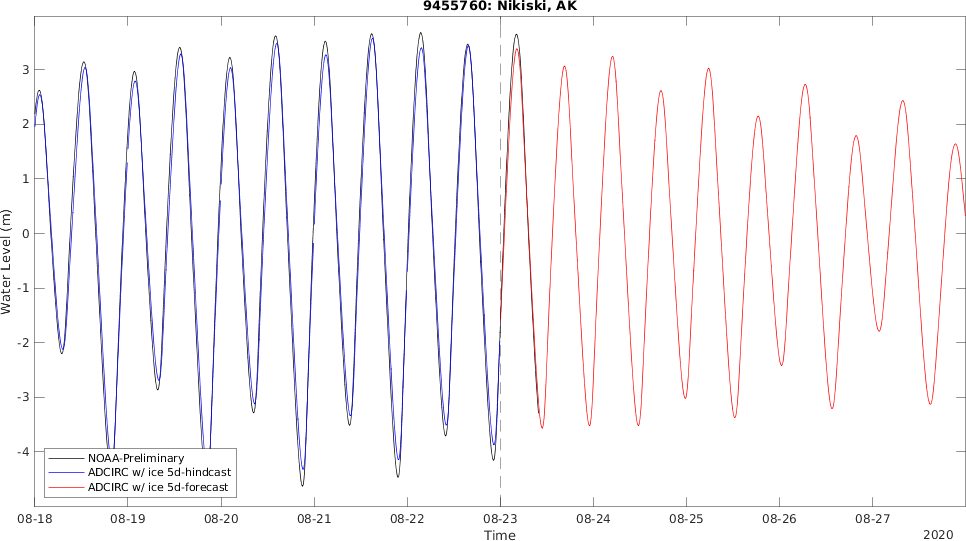 9455760: Nikiski, AK
3
2
1
0
-1
-2
-3
-4
Water Level (m)
NOAA-Preliminary
ADCIRC w/ ice 5d-hindcast
ADCIRC w/ ice 5d-forecast
08-18 08-19 08-20 08-21 08-22 08-23 08-24 08-25 08-26 08-27
Time
2020